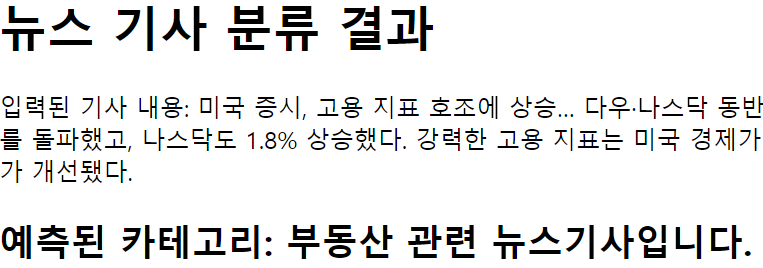 뉴스 기사 분류 결과
입력된 기사 내용: 미국 증시, 고용 지표 호조에 상승... 다우·나스닥 동반
를 돌파했고, 나스닥도 1.8% 상승했다. 강력한 고용 지표는 미국 경제가
가 개선됐다.
예측된 카테고리: 부동산 관련 뉴스기사입니다.